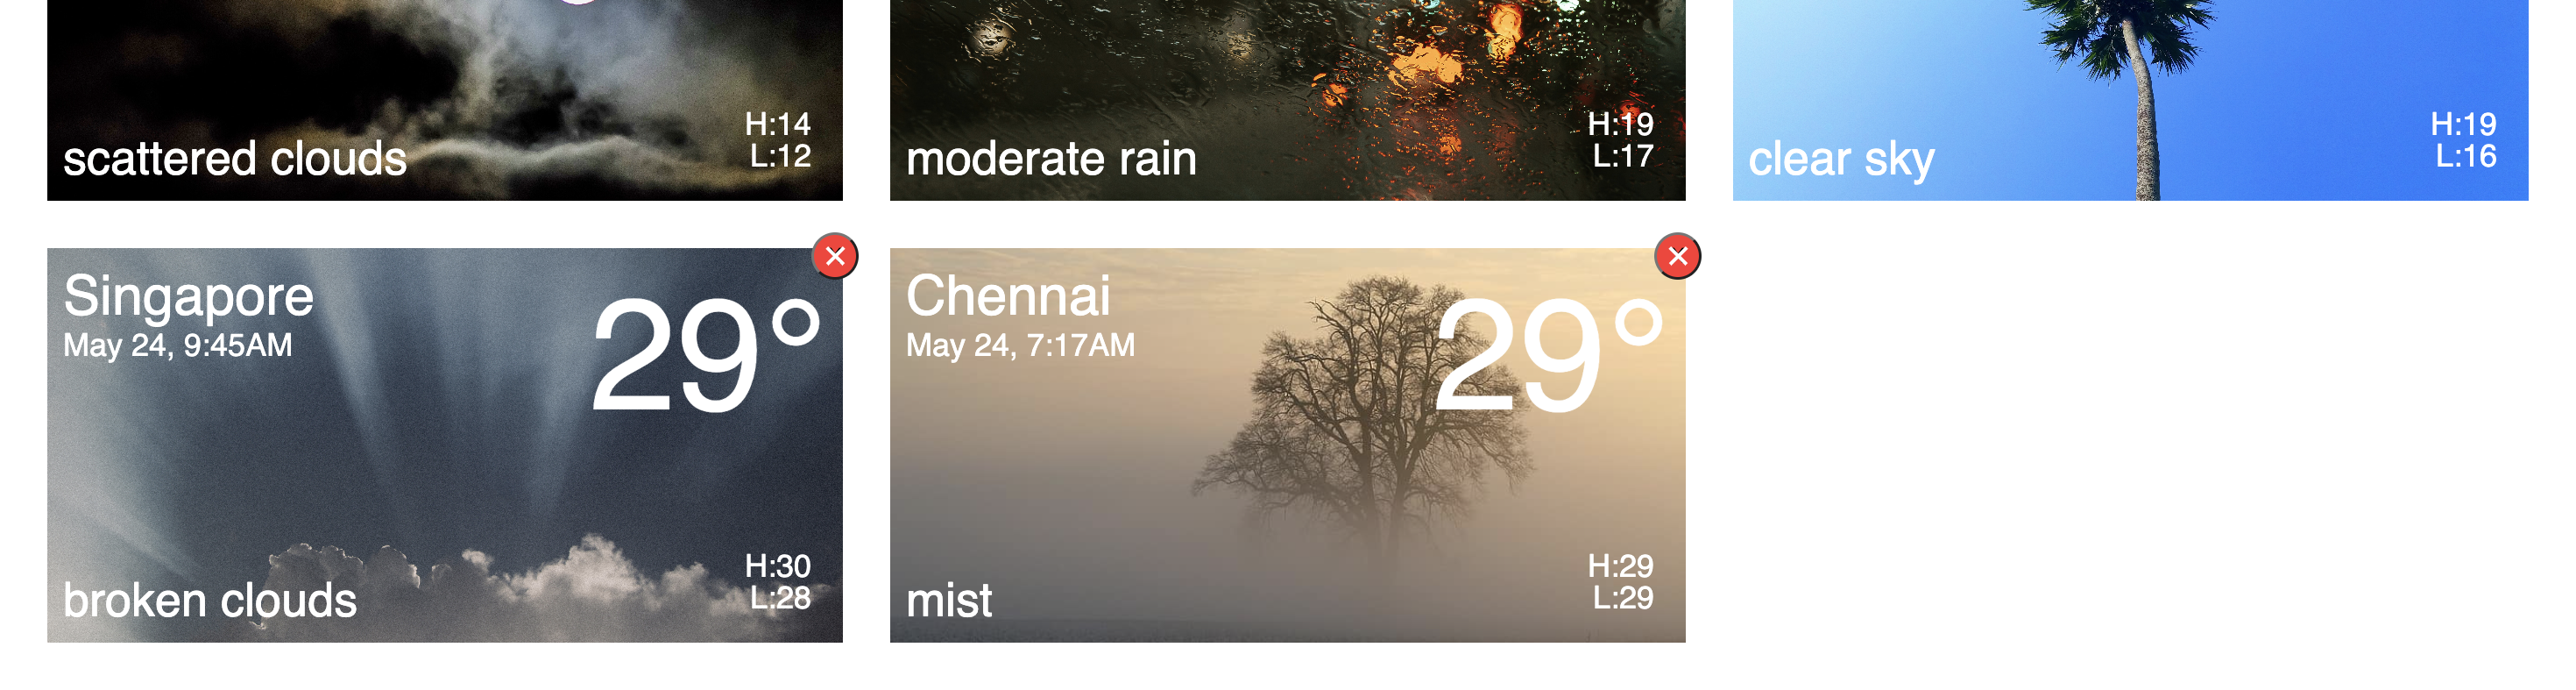 scattered clouds
H:14
L:12
moderate rain
H:19
L:17
clear sky
H:19
L:16
Singapore
May 24, 9:45AM
29°
broken clouds
H:30
L:28
Chennai
May 24, 7:17AM
29°
mist
H:29
L:29